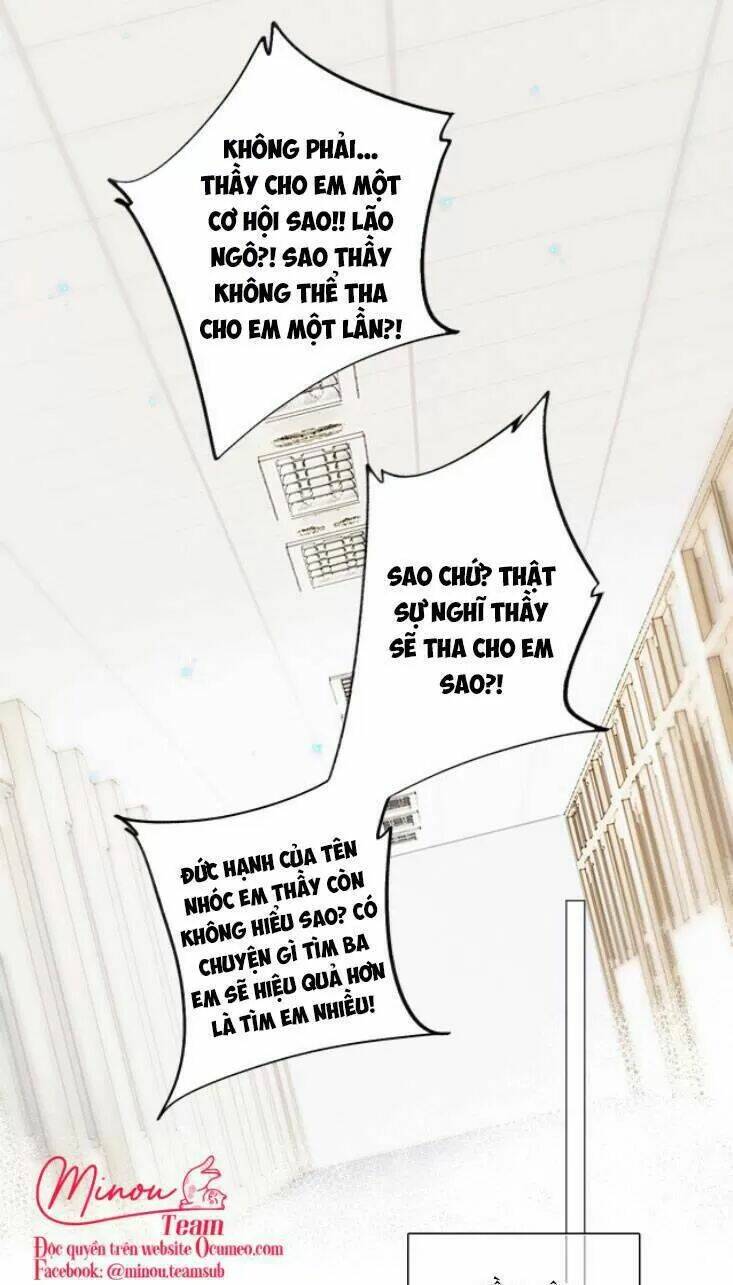 KHÔNG PHẢI...
THẦY CHO EM MỘT
CƠ HỘI SAO!! LÃO
NGÔ?! SAO THẦY
KHÔNG THỂ THA
CHO EM MỘT LẦN?!
SAO CHỨ? THẬT
SỰ NGHĨ THẦY
SẼ THA CHO EM
SAO?!
ĐỨC HẠNH CỦA TÊN
NHÓC EM THẦY CÒN
KHÔNG HIỂU SAO? CÓ
CHUYỆN GÌ TÌM BA
EM SẼ HIỆU QUẢ HƠN
LÀ TÌM EM NHIỀU!
Minou
Team
Độc quyền trên website Ocumeo.com
Facebook: @minou.teamsub